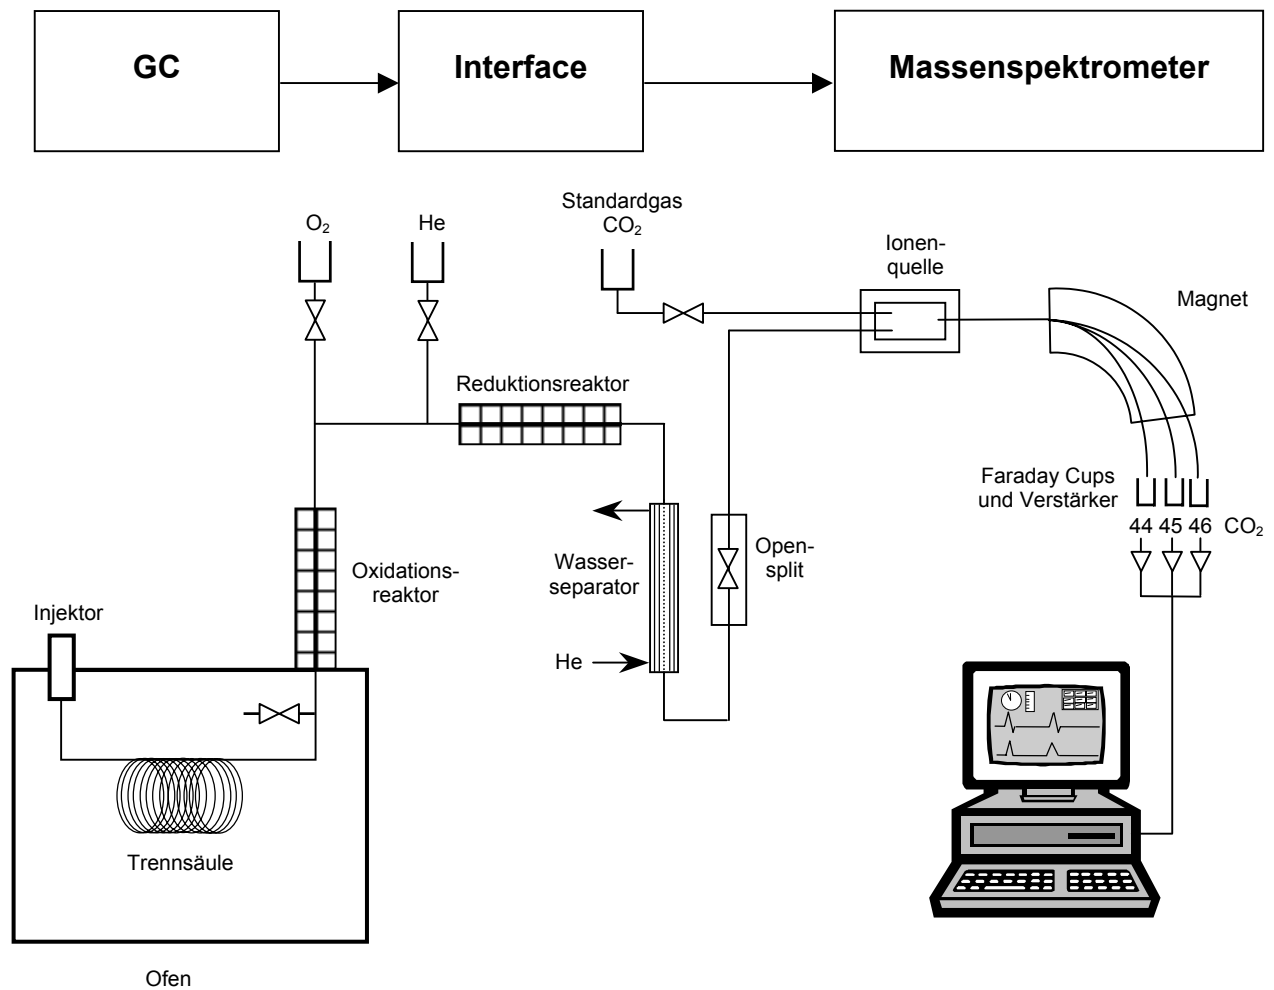 GC
Interface
Massenspektrometer
O₂
He
Standardgas
CO₂
Ionen-
quelle
Magnet
Reduktionsreaktor
Faraday Cups
und Verstärker
44 45 46 CO₂
Oxidations-
reaktor
Wasser-
separator
Open-
split
Injektor
He
Trennsäule
Ofen